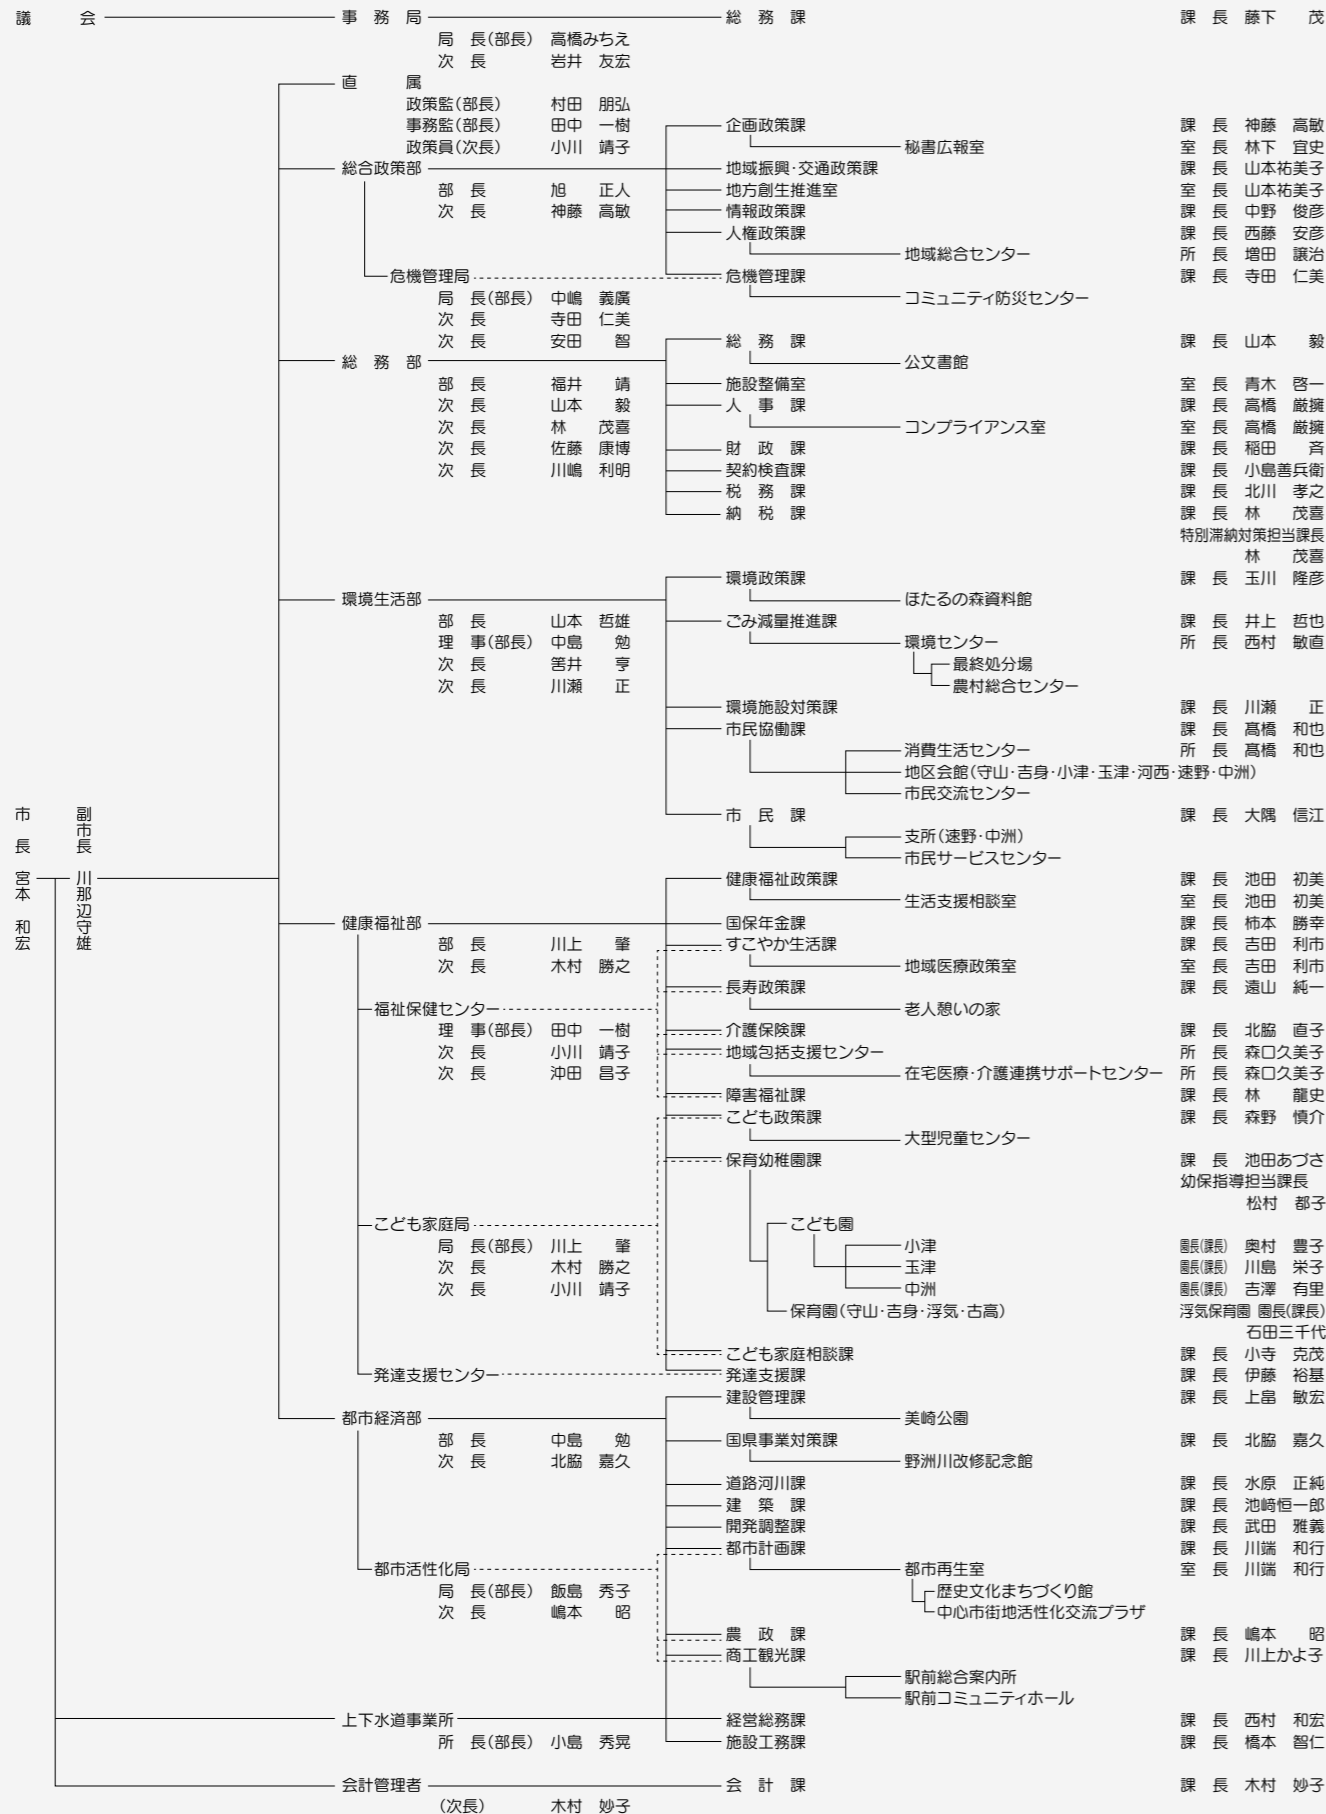 議　会　事務局　総務課　課長　藤下　茂
局　長（部長）　高橋みちえ
次　長　岩井　友宏
直　属
政策監（部長）　村田　朋弘
事務監（部長）　田中　一樹　企画政策課　課長　神藤　高敏
政策員（次長）　小川　靖子　秘書広報室　室長　林下　宜史
総合政策部　地域振興・交通政策課　課長　山本祐美子
部　長　旭　正人　地方創生推進室　室長　山本祐美子
次　長　神藤　高敏　情報政策課　課長　中野　俊彦
人権政策課　課長　西藤　安彦
地域総合センター　所長　増田　譲治
危機管理局　危機管理課　課長　寺田　仁美
局　長（部長）　中嶋　義廣　コミュニティ防災センター
次　長　寺田　仁美
次　長　安田　智　総務課　課長　山本　毅
総務部　公文書館
部　長　福井　靖　施設整備室　室長　青木　啓一
次　長　山本　毅　人事課　課長　高橋　厳擁
次　長　林　茂喜　コンプライアンス室　室長　高橋　厳擁
次　長　佐藤　康博　財政課　課長　稲田　斉
次　長　川嶋　利明　契約検査課　課長　小島善兵衛
税務課　課長　北川　孝之
納税課　課長　林　茂喜
特別滞納対策担当課長
林　茂喜
環境政策課　課長　玉川　隆彦
環境生活部　ほたるの森資料館
部　長　山本　哲雄　ごみ減量推進課　課長　井上　哲也
理　事（部長）　中島　勉　環境センター　所長　西村　敏直
次　長　筈井　亨　最終処分場
次　長　川瀬　正　農村総合センター
環境施設対策課　課長　川瀬　正
市民協働課　課長　髙橋　和也
消費生活センター　所長　髙橋　和也
地区会館（守山・吉身・小津・玉津・河西・速野・中洲）
市民交流センター
市民課　課長　大隅　信江
支所（速野・中洲）
市民サービスセンター
市長　宮本　和宏
副市長　川那辺守雄
健康福祉政策課　課長　池田　初美
生活支援相談室　室長　池田　初美
健康福祉部　国保年金課　課長　柿本　勝幸
部　長　川上　肇　すこやか生活課　課長　吉田　利市
次　長　木村　勝之　地域医療政策室　室長　吉田　利市
長寿政策課　課長　遠山　純一
福祉保健センター　老人憩いの家
理　事（部長）　田中　一樹　介護保険課　課長　北脇　直子
次　長　小川　靖子　地域包括支援センター　所長　森口久美子
次　長　沖田　昌子　在宅医療・介護連携サポートセンター　所長　森口久美子
障害福祉課　課長　林　龍史
こども政策課　課長　森野　慎介
大型児童センター
保育幼稚園課　課長　池田あづさ
幼保指導担当課長
松村　都子
こども家庭局　こども園
局　長（部長）　川上　肇　小津　園長（課長）　奥村　豊子
次　長　木村　勝之　玉津　園長（課長）　川島　栄子
次　長　小川　靖子　中洲　園長（課長）　吉澤　有里
保育園（守山・吉身・浮気・古高）　浮気保育園　園長（課長）
石田三千代
こども家庭相談課　課長　小寺　克茂
発達支援センター　発達支援課　課長　伊藤　裕基
建設管理課　課長　上畠　敏宏
都市経済部　美崎公園
部　長　中島　勉　国県事業対策課　課長　北脇　嘉久
次　長　北脇　嘉久　野洲川改修記念館
道路河川課　課長　水原　正純
建築課　課長　池﨑恒一郎
開発調整課　課長　武田　雅義
都市計画課　課長　川端　和行
都市活性化局　都市再生室　室長　川端　和行
局　長（部長）　飯島　秀子　歴史文化まちづくり館
次　長　嶋本　昭　中心市街地活性化交流プラザ
農政課　課長　嶋本　昭
商工観光課　課長　川上かよ子
駅前総合案内所
駅前コミュニティホール
上下水道事業所　経営総務課　課長　西村　和宏
所　長（部長）　小島　秀晃　施設工務課　課長　橋本　智仁
会計管理者　会計課　課長　木村　妙子
（次長）　木村　妙子